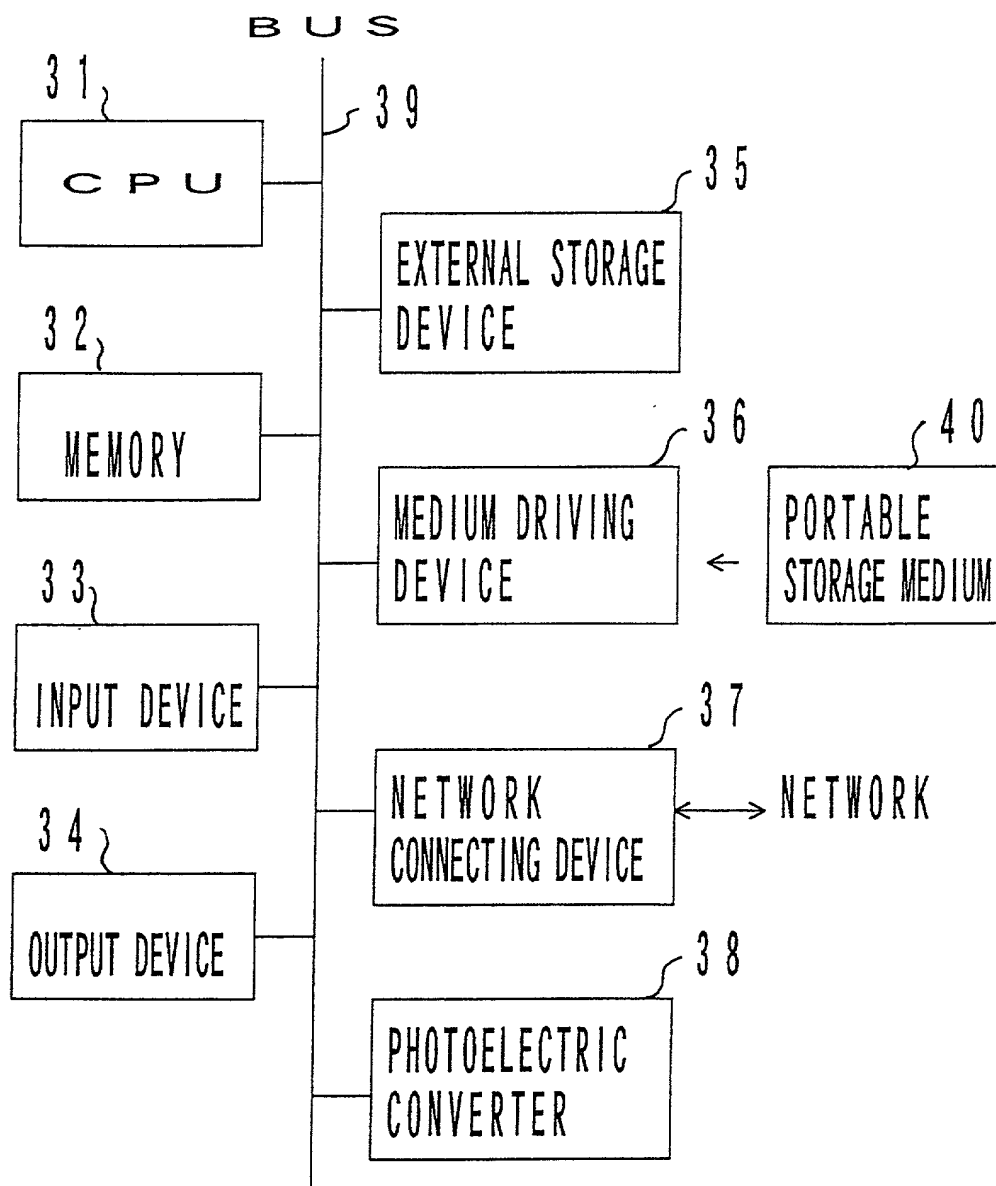 BUS
31
39
CPU
35
EXTERNAL STORAGE
DEVICE
32
MEMORY
36
40
MEDIUM DRIVING
DEVICE
PORTABLE
STORAGE MEDIUM
33
INPUT DEVICE
37
NETWORK
CONNECTING DEVICE
NETWORK
34
OUTPUT DEVICE
38
PHOTOELECTRIC
CONVERTER